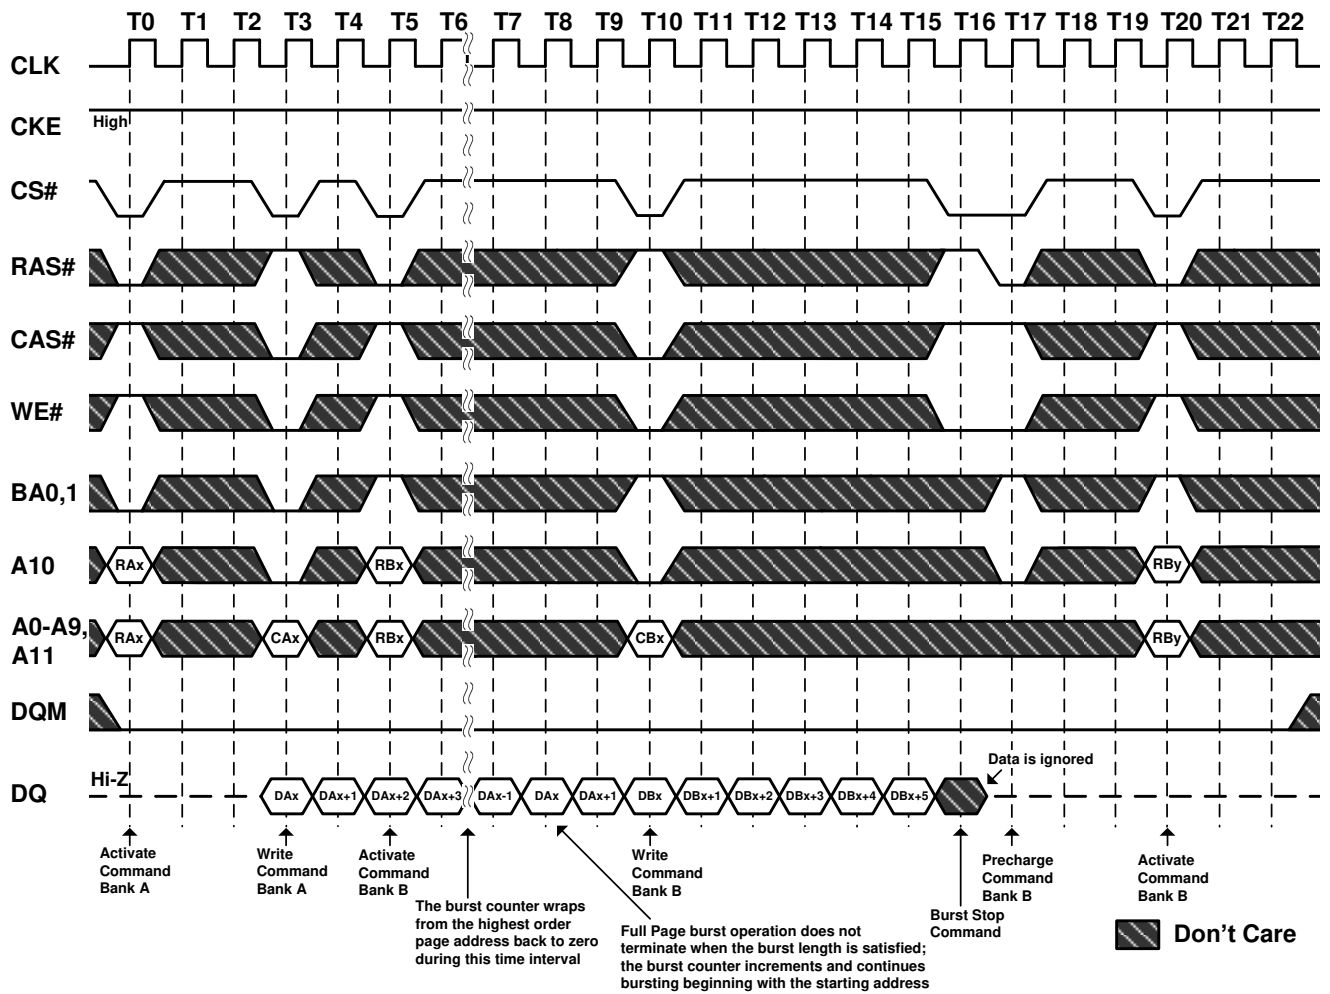 T0 T1 T2 T3 T4 T5 T6 T7 T8 T9 T10 T11 T12 T13 T14 T15 T16 T17 T18 T19 T20 T21 T22
CLK
CKE
High
CS#
RAS#
CAS#
WE#
BA0,1
A10
RAx RBx RBy
A0-A9,
A11
RAx CAx RBx CBx RBy
DQM
DQ
Hi-Z
DAx DAx+1 DAx+2 DAx+3 DAx-1 DAx DAx+1 DBx DBx+1 DBx+2 DBx+3 DBx+4 DBx+5
Data is ignored
Activate
Command
Bank A
Write
Command
Bank A
Activate
Command
Bank B
The burst counter wraps
from the highest order
page address back to zero
during this time interval
Full Page burst operation does not
terminate when the burst length is satisfied;
the burst counter increments and continues
bursting beginning with the starting address
Write
Command
Bank B
Burst Stop
Command
Precharge
Command
Bank B
Activate
Command
Bank B
Don't Care